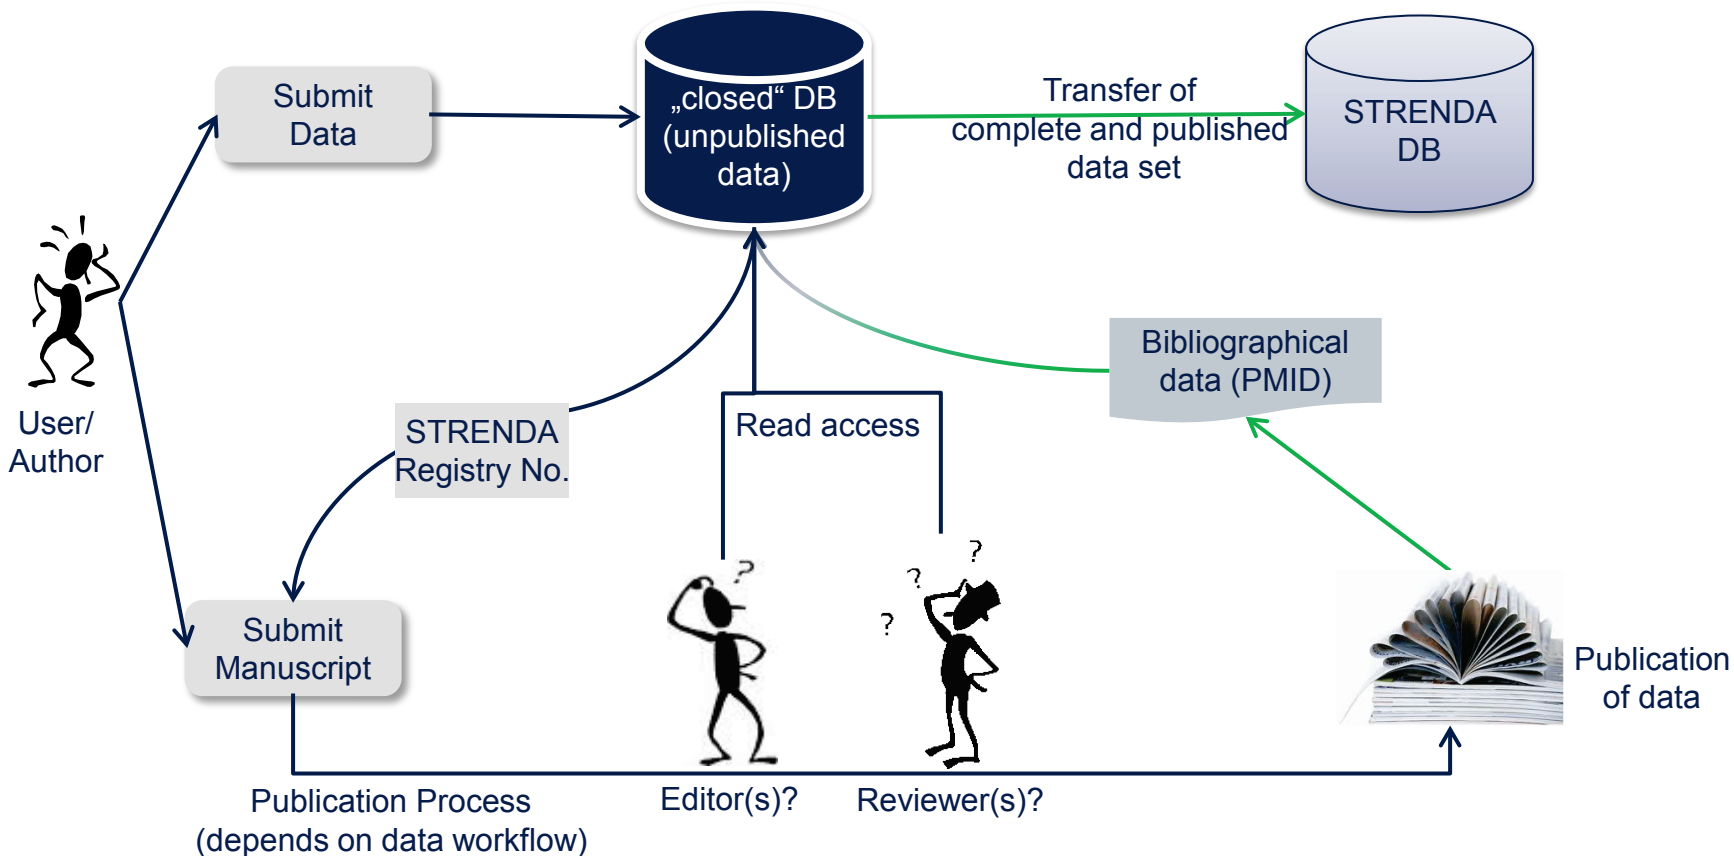 Submit
Data
„closed“ DB
(unpublished
data)
Transfer of
complete and published
data set
STRENDA
DB
User/
Author
STRENDA
Registry No.
Read access
Bibliographical
data (PMID)
?
?
?
?
Submit
Manuscript
Publication
of data
Publication Process
(depends on data workflow)
Editor(s)?
Reviewer(s)?